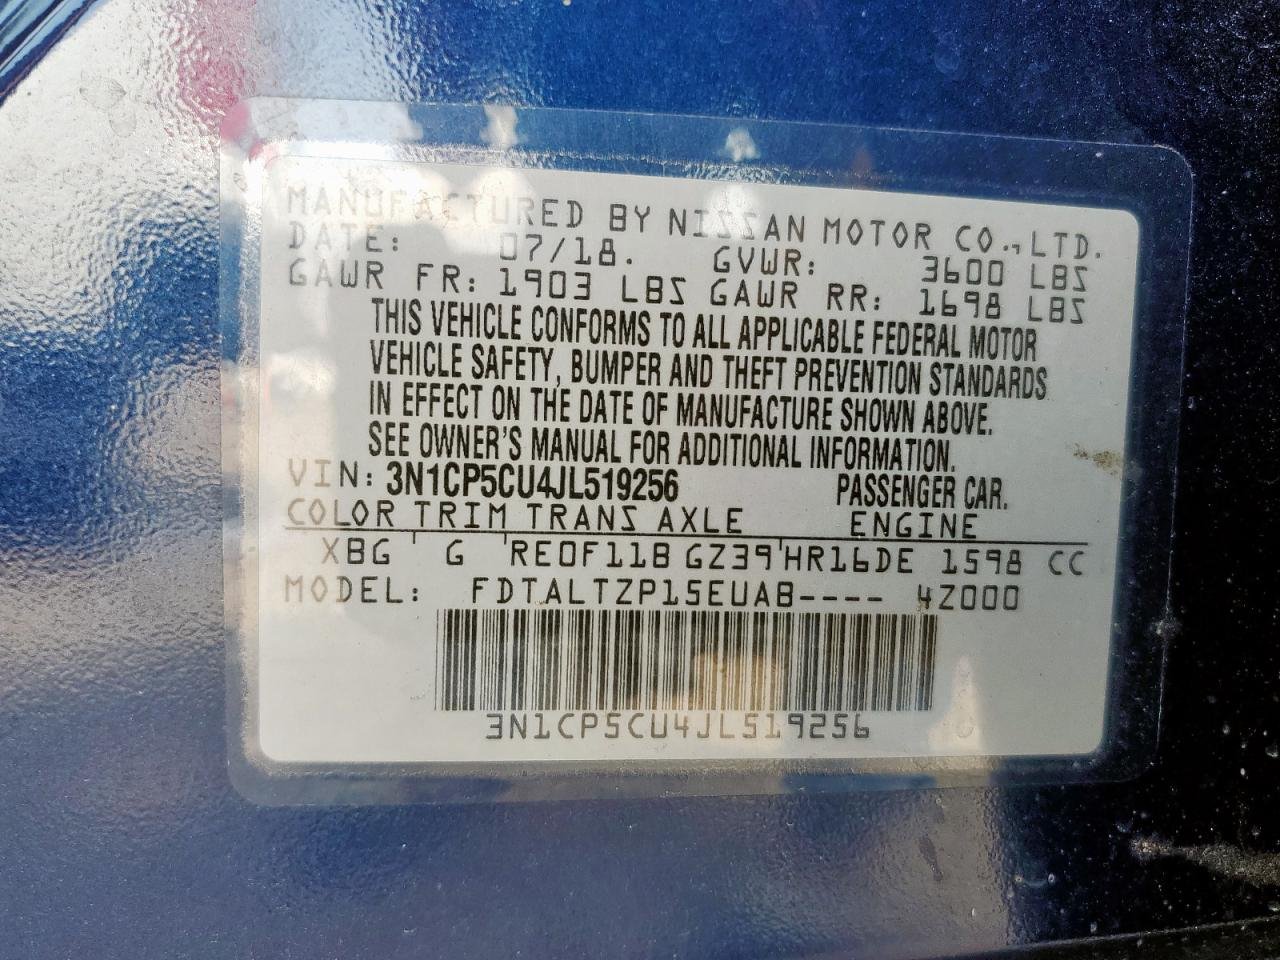 MANUFACTURED BY NISSAN MOTOR CO., LTD.
DATE: 07/18. GVWR: 3600 LBS
GAWR FR: 1903 LBS GAWR RR: 1698 LBS
THIS VEHICLE CONFORMS TO ALL APPLICABLE FEDERAL MOTOR
VEHICLE SAFETY, BUMPER AND THEFT PREVENTION STANDARDS
IN EFFECT ON THE DATE OF MANUFACTURE SHOWN ABOVE.
SEE OWNER'S MANUAL FOR ADDITIONAL INFORMATION.
VIN: 3N1CP5CU4JL519256 PASSENGER CAR.
COLOR TRIM TRANS AXLE ENGINE
XBG G RE0F11B GZ39 HR16DE 1598 CC
MODEL: FDTALTZP15EUAB---- 4Z000
3N1CP5CU4JL519256